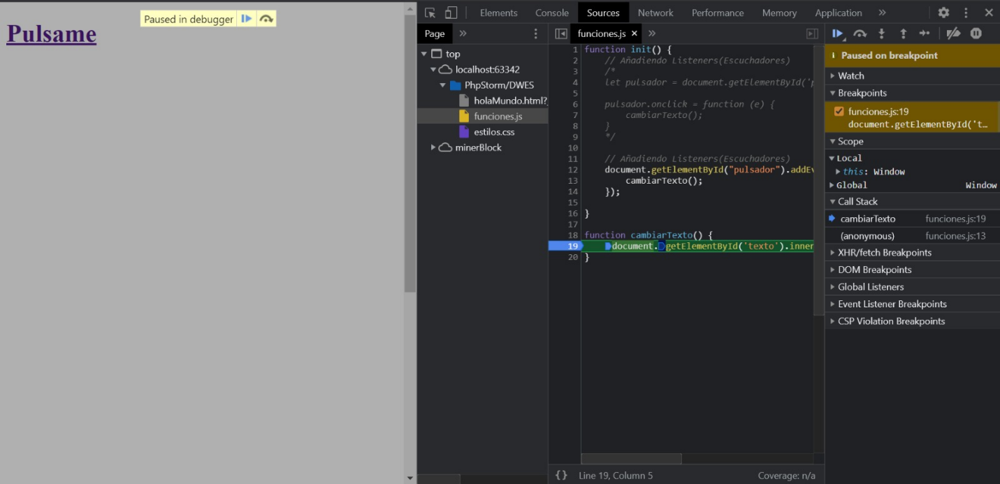 Pulsame
Paused in debugger
Elements Console Sources Network Performance Memory Application »
Page »
top
localhost:63342
PhpStorm/DWES
holaMundo.html?
funciones.js
estilos.css
minerBlock
funciones.js × »
1 function init() {
2 // Añadiendo Listeners(Escuchadores)
3 /*
4 let pulsador = document.getElementById('p
5
6 pulsador.onclick = function (e) {
7 cambiarTexto();
8 }
9 */
10
11 // Añadiendo Listeners(Escuchadores)
12 document.getElementById("pulsador").addEv
13 cambiarTexto();
14 });
15
16 }
17
18 function cambiarTexto() {
19 document.getElementById('texto').inner
20 }
{} Line 19, Column 5 Coverage: n/a
Paused on breakpoint
Watch
Breakpoints
funciones.js:19
document.getElementById('t…
Scope
Local
this: Window
Global Window
Call Stack
cambiarTexto funciones.js:19
(anonymous) funciones.js:13
XHR/fetch Breakpoints
DOM Breakpoints
Global Listeners
Event Listener Breakpoints
CSP Violation Breakpoints